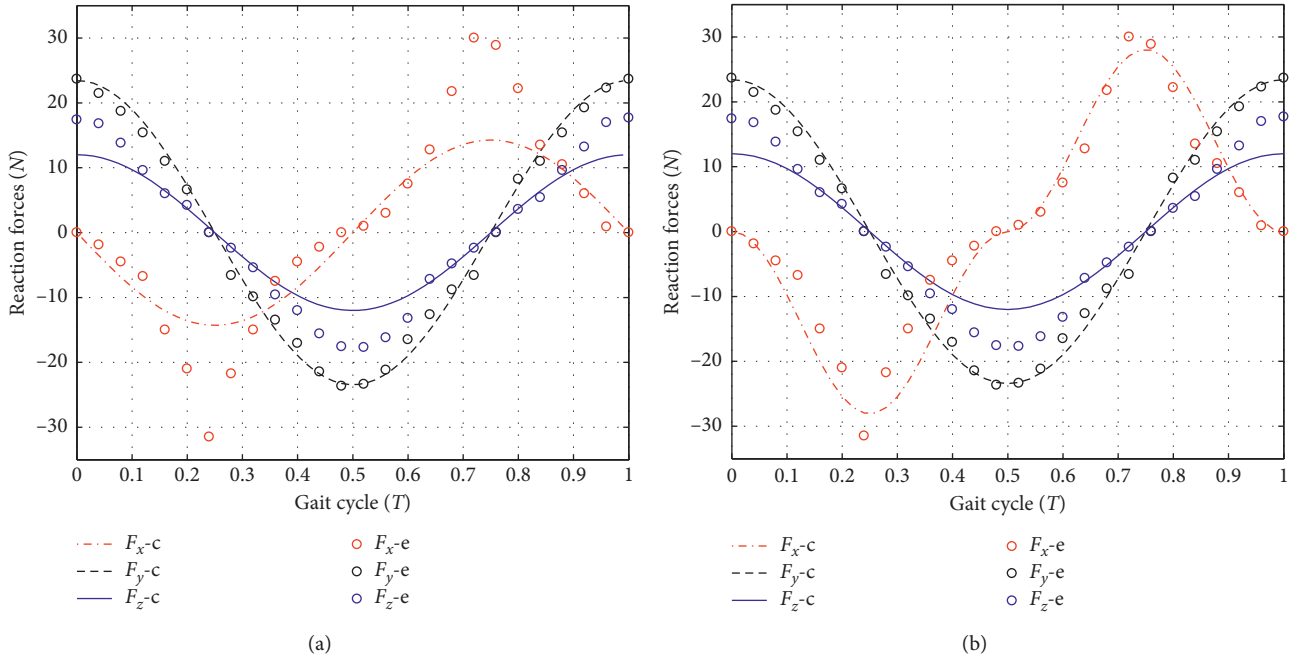 Reaction forces (N)
30
20
10
0
−10
−20
−30
0 0.1 0.2 0.3 0.4 0.5 0.6 0.7 0.8 0.9 1
Gait cycle (T)
Fx-c
Fy-c
Fz-c
Fx-e
Fy-e
Fz-e
(a)
Reaction forces (N)
30
20
10
0
−10
−20
−30
0 0.1 0.2 0.3 0.4 0.5 0.6 0.7 0.8 0.9 1
Gait cycle (T)
Fx-c
Fy-c
Fz-c
Fx-e
Fy-e
Fz-e
(b)